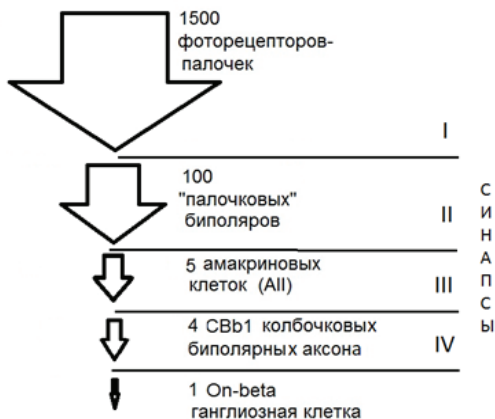 1500
фоторецепторов-
палочек
I
100
"палочковых"
биполяров
II
5 амакриновых
клеток (AII)
III
4 CBb1 колбочковых
биполярных аксона
IV
1 On-beta
ганглиозная клетка
С
И
Н
А
П
С
Ы